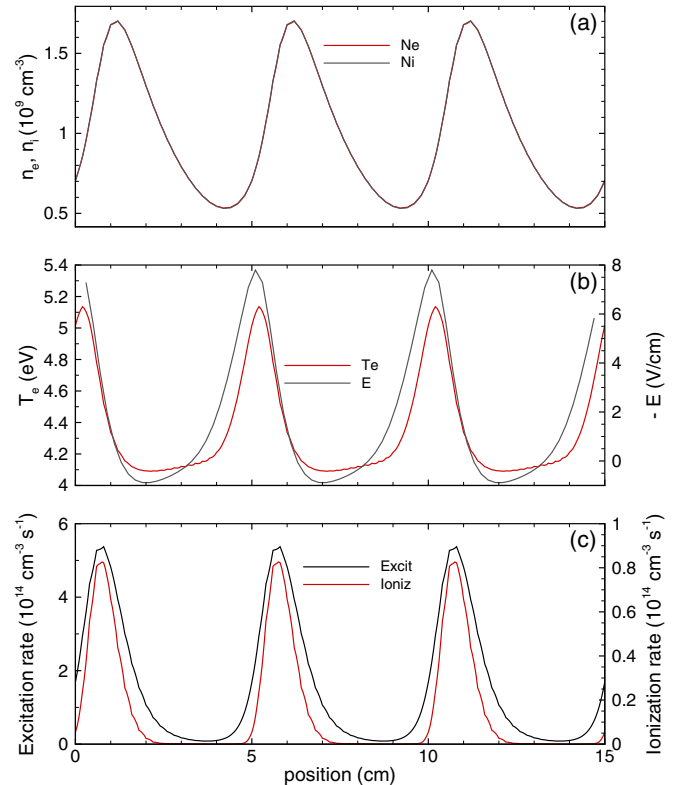 (a)
Ne
Ni
1.5
1
0.5
n_e, n_i (10^9 cm^-3)
(b)
5.4
5.2
5
4.8
4.6
4.4
4.2
4
T_e (eV)
Te
E
8
6
4
2
0
- E (V/cm)
(c)
6
4
2
0
Excitation rate (10^14 cm^-3 s^-1)
Excit
Ioniz
1
0.8
0.6
0.4
0.2
0
Ionization rate (10^14 cm^-3 s^-1)
0 5 10 15
position (cm)